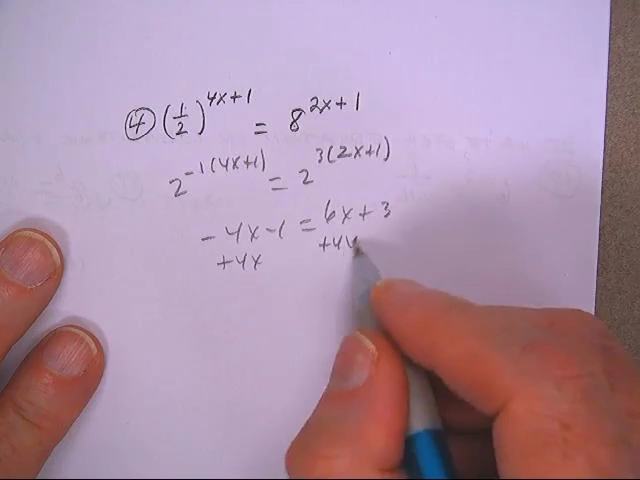 ④ (1/2)^(4x+1) = 8^(2x+1)
2^(-1(4x+1)) = 2^(3(2x+1))
-4x-1 = 6x+3
+4x +4x